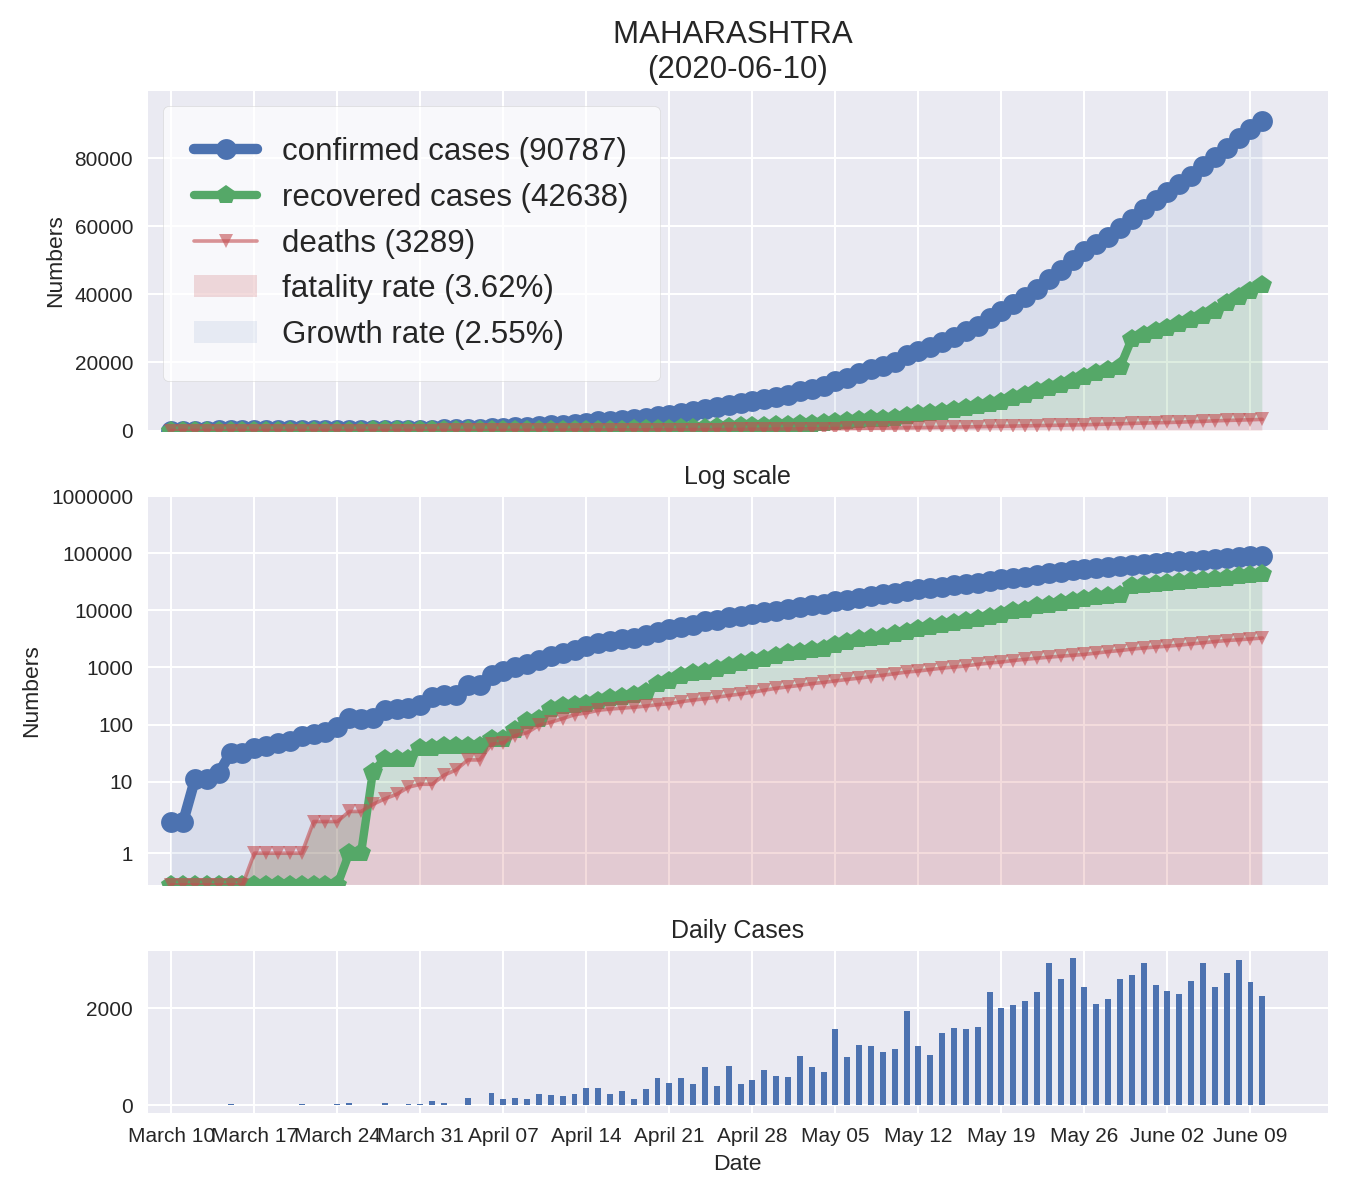 MAHARASHTRA
(2020-06-10)
confirmed cases (90787)
recovered cases (42638)
deaths (3289)
fatality rate (3.62%)
Growth rate (2.55%)
Numbers
80000
60000
40000
20000
0
Log scale
Numbers
1000000
100000
10000
1000
100
10
1
Daily Cases
2000
0
March 10 March 17 March 24 March 31 April 07 April 14 April 21 April 28 May 05 May 12 May 19 May 26 June 02 June 09
Date